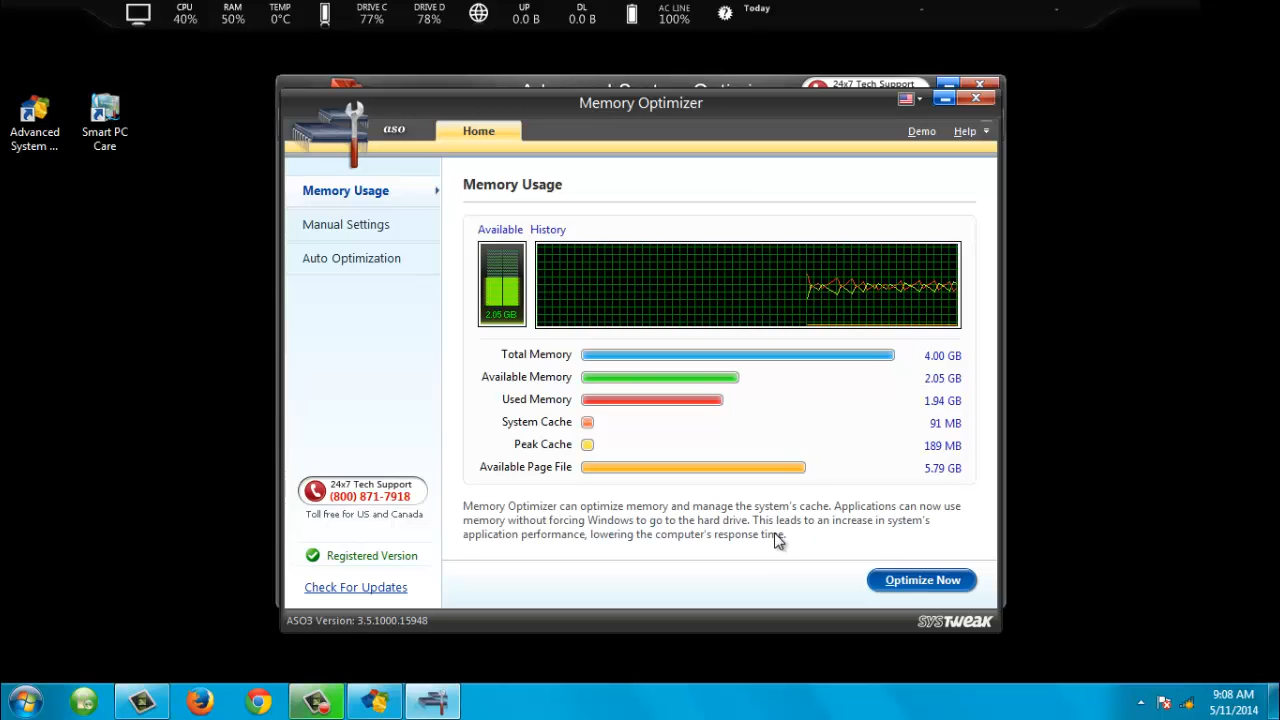 CPU
40%
RAM
50%
TEMP
0°C
DRIVE C
77%
DRIVE D
78%
UP
0.0 B
DL
0.0 B
AC LINE
100%
Today
Advanced
System ...
Smart PC
Care
24x7 Tech Support
Memory Optimizer
aso
Home
Demo
Help
Memory Usage
Manual Settings
Auto Optimization
Memory Usage
Available History
2.05 GB
Total Memory 4.00 GB
Available Memory 2.05 GB
Used Memory 1.94 GB
System Cache 91 MB
Peak Cache 189 MB
Available Page File 5.79 GB
Memory Optimizer can optimize memory and manage the system's cache. Applications can now use
memory without forcing Windows to go to the hard drive. This leads to an increase in system's
application performance, lowering the computer's response time.
24x7 Tech Support
(800) 871-7918
Toll free for US and Canada
Registered Version
Check For Updates
Optimize Now
ASO3 Version: 3.5.1000.15948
SYSTWEAK
9:08 AM
5/11/2014